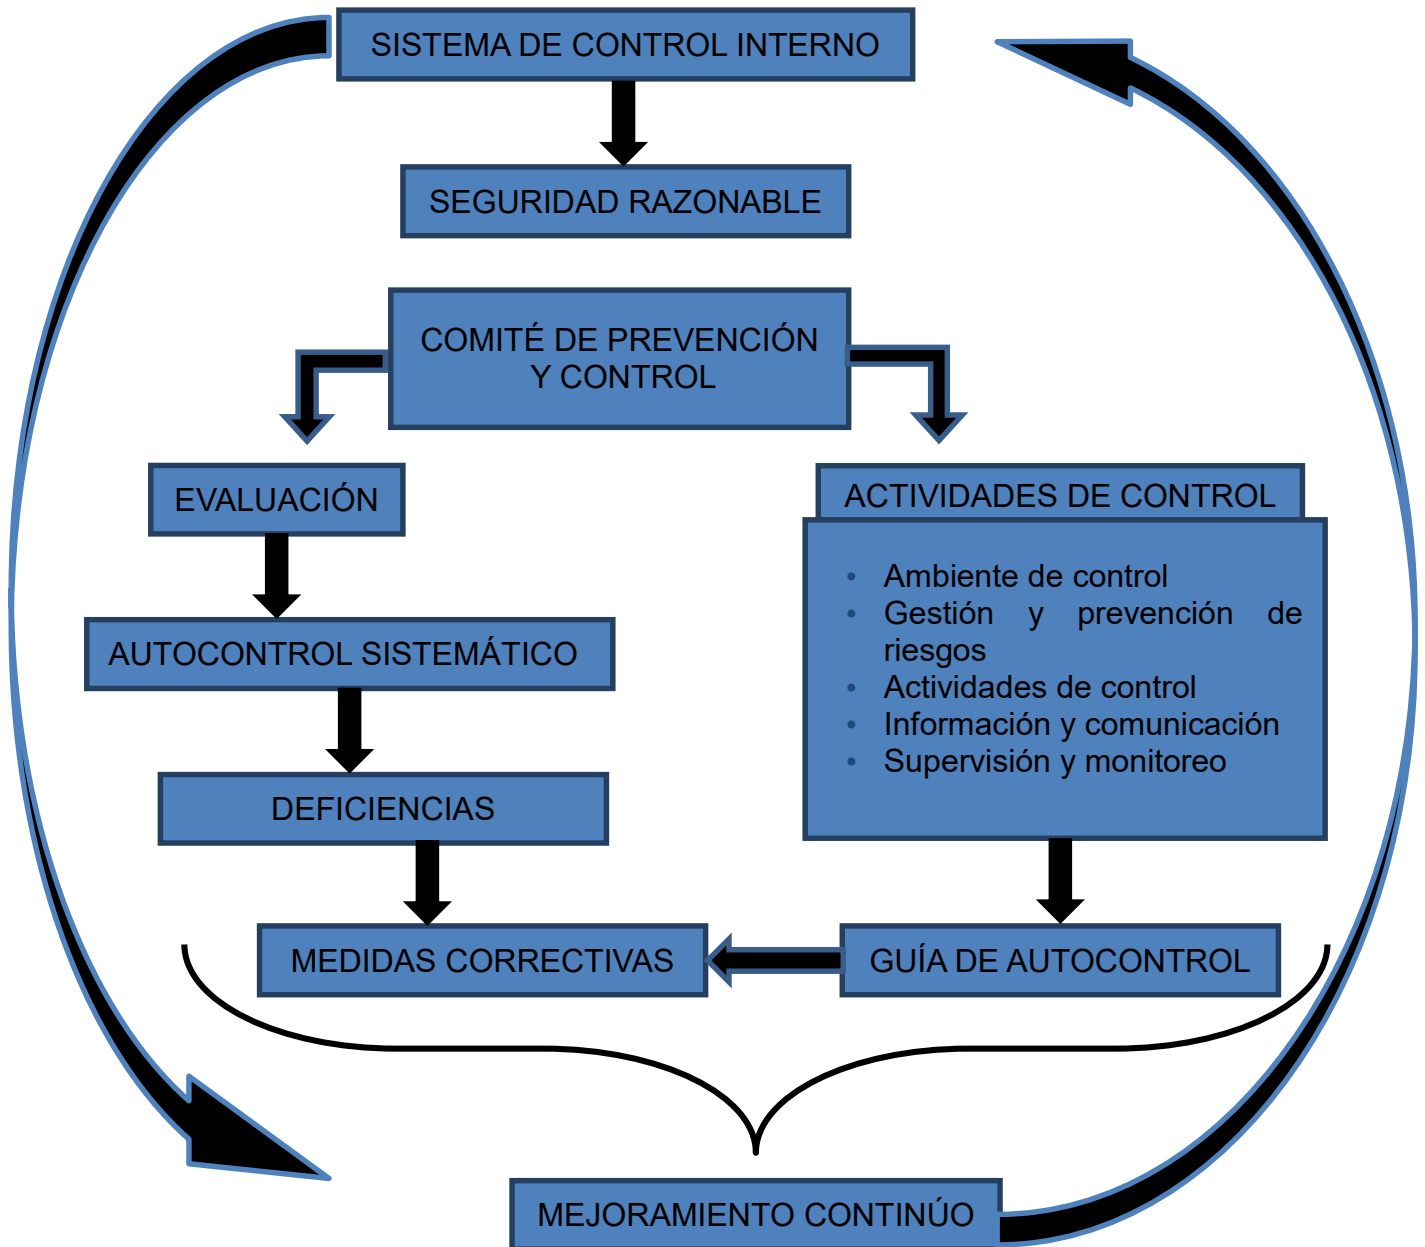 SISTEMA DE CONTROL INTERNO
SEGURIDAD RAZONABLE
COMITÉ DE PREVENCIÓN
Y CONTROL
EVALUACIÓN
AUTOCONTROL SISTEMÁTICO
DEFICIENCIAS
MEDIDAS CORRECTIVAS
ACTIVIDADES DE CONTROL
• Ambiente de control
• Gestión y prevención de
riesgos
• Actividades de control
• Información y comunicación
• Supervisión y monitoreo
GUÍA DE AUTOCONTROL
MEJORAMIENTO CONTINÚO